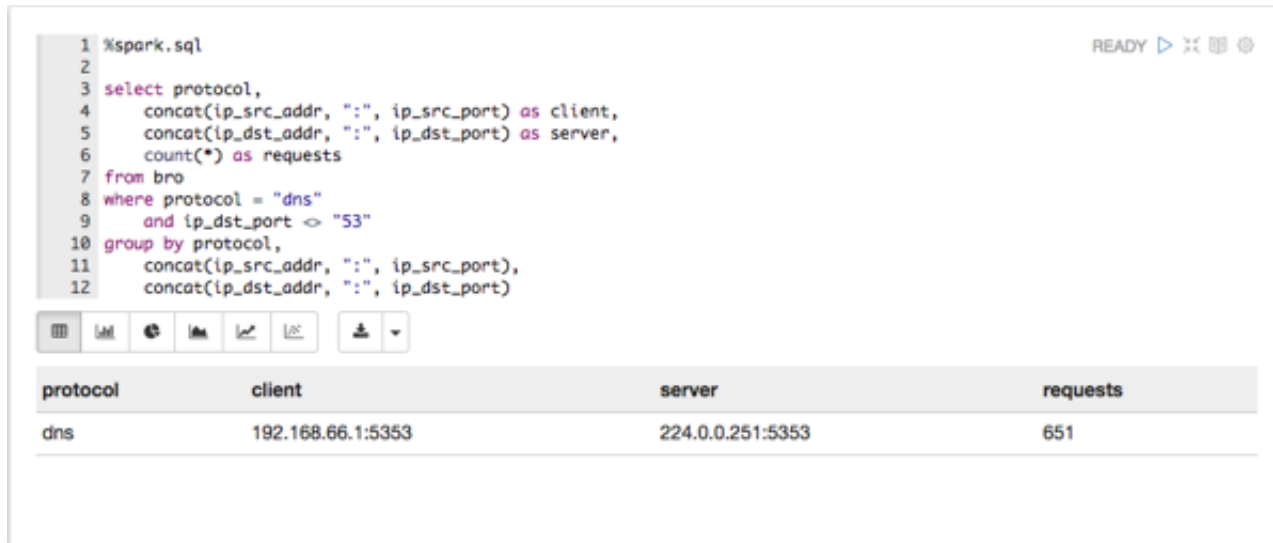 1 %spark.sql
READY
2
3 select protocol,
4 concat(ip_src_addr, ":", ip_src_port) as client,
5 concat(ip_dst_addr, ":", ip_dst_port) as server,
6 count(*) as requests
7 from bro
8 where protocol = "dns"
9 and ip_dst_port <> "53"
10 group by protocol,
11 concat(ip_src_addr, ":", ip_src_port),
12 concat(ip_dst_addr, ":", ip_dst_port)
protocol client server requests
dns 192.168.66.1:5353 224.0.0.251:5353 651